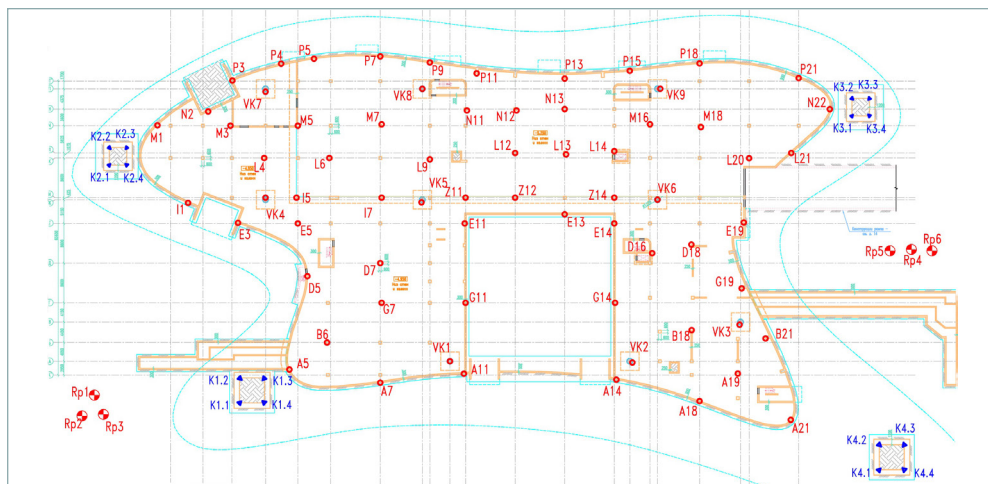 P4
P5
P7
P9
P11
P13
P15
P18
P21
P3
K3.2
K3.3
VK7
VK8
VK9
N2
N11
N12
N13
N22
K3.1
K3.4
M1
M3
M5
M7
M16
M18
K2.2
K2.3
L4
L6
L9
L12
L13
L14
L20
L21
K2.1
K2.4
VK5
VK6
I1
VK4
I5
I7
Z11
Z12
Z14
E3
E5
E11
E13
E14
E19
D16
D18
Rp5
Rp4
Rp6
D5
D7
G7
G11
G14
G19
B6
B18
VK3
B21
A5
VK1
VK2
K1.2
K1.3
A7
A11
A14
A19
Rp1
K1.1
K1.4
A18
Rp2
Rp3
A21
K4.2
K4.3
K4.1
K4.4